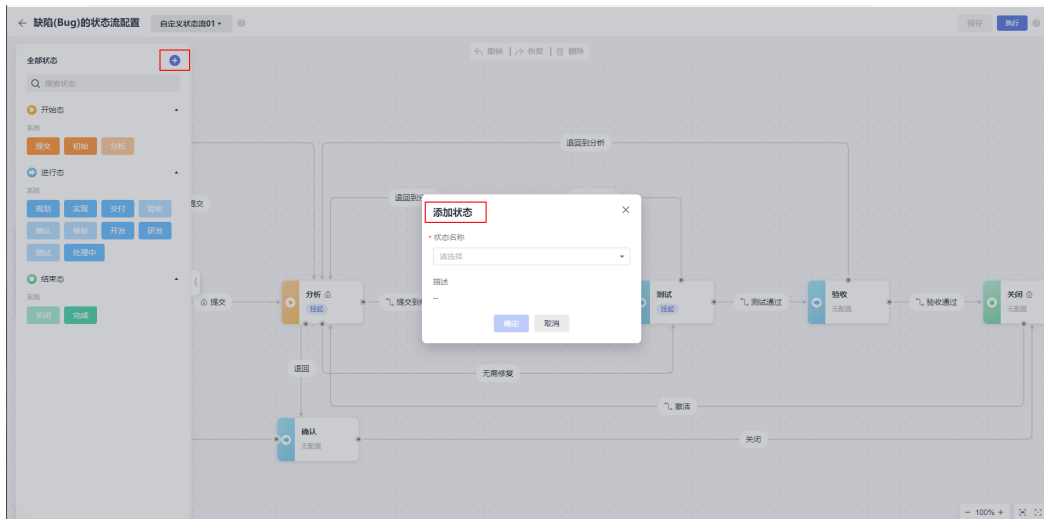 缺陷(Bug)的状态流配置 自定义状态流01
保存 执行
撤销 恢复 删除
全部状态
搜索状态
开始态
系统
提交 初始 分析
进行态
系统
规划 实现 交付 验收
确认 修复 开发 研发
测试 处理中
结束态
系统
关闭 完成
退回到分析
提交
退回到分
添加状态
* 状态名称
请选择
描述
--
确定 取消
提交
分析
挂起
提交到修
测试
挂起
测试通过
验收
无配置
验收通过
关闭
无配置
退回
无需修复
激活
确认
无配置
关闭
- 100% +